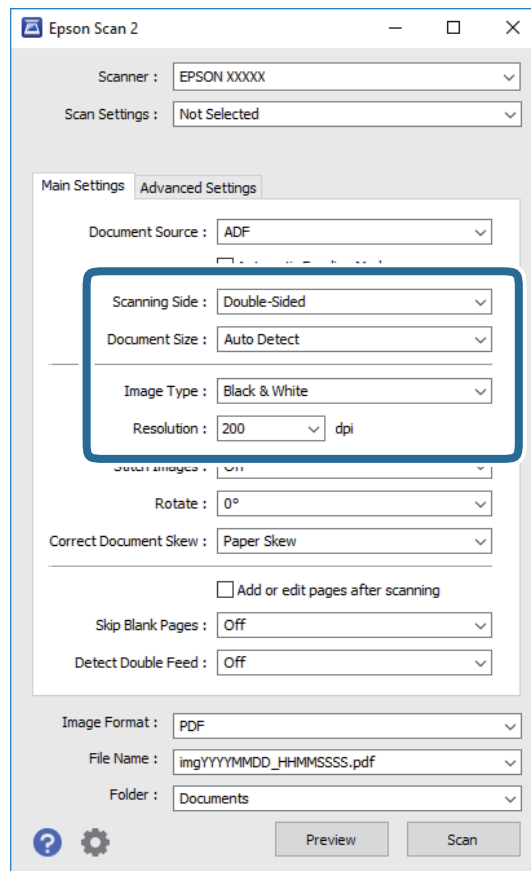 Epson Scan 2
Scanner : EPSON XXXXX
Scan Settings : Not Selected
Main Settings Advanced Settings
Document Source : ADF
Scanning Side : Double-Sided
Document Size : Auto Detect
Image Type : Black & White
Resolution : 200 dpi
Stitch Images : Off
Rotate : 0°
Correct Document Skew : Paper Skew
Add or edit pages after scanning
Skip Blank Pages : Off
Detect Double Feed : Off
Image Format : PDF
File Name : imgYYYYMMDD_HHMMSSSS.pdf
Folder : Documents
Preview Scan